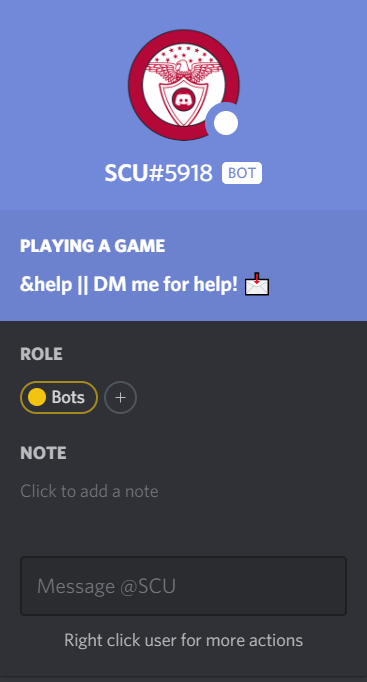 SCU#5918 BOT
PLAYING A GAME
&help || DM me for help! 📩
ROLE
Bots +
NOTE
Click to add a note
Message @SCU
Right click user for more actions